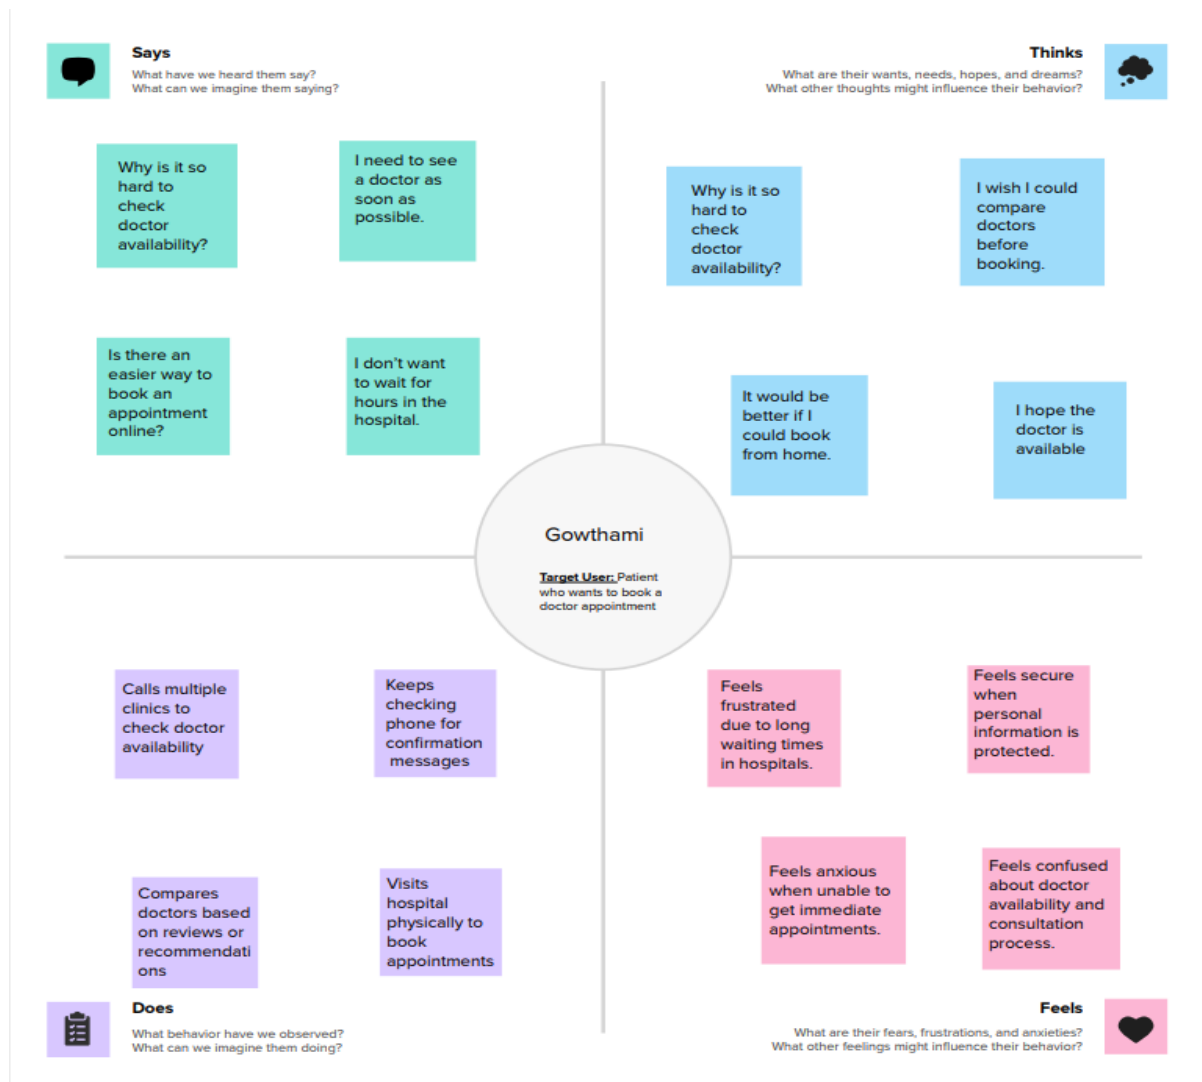 Says
What have we heard them say?
What can we imagine them saying?
Why is it so
hard to
check
doctor
availability?
I need to see
a doctor as
soon as
possible.
Is there an
easier way to
book an
appointment
online?
I don’t want
to wait for
hours in the
hospital.
Thinks
What are their wants, needs, hopes, and dreams?
What other thoughts might influence their behavior?
Why is it so
hard to
check
doctor
availability?
I wish I could
compare
doctors
before
booking.
It would be
better if I
could book
from home.
I hope the
doctor is
available
Gowthami
Target User: Patient
who wants to book a
doctor appointment
Calls multiple
clinics to
check doctor
availability
Keeps
checking
phone for
confirmation
messages
Compares
doctors based
on reviews or
recommendati
ons
Visits
hospital
physically to
book
appointments
Does
What behavior have we observed?
What can we imagine them doing?
Feels
frustrated
due to long
waiting times
in hospitals.
Feels secure
when
personal
information is
protected.
Feels anxious
when unable to
get immediate
appointments.
Feels confused
about doctor
availability and
consultation
process.
Feels
What are their fears, frustrations, and anxieties?
What other feelings might influence their behavior?